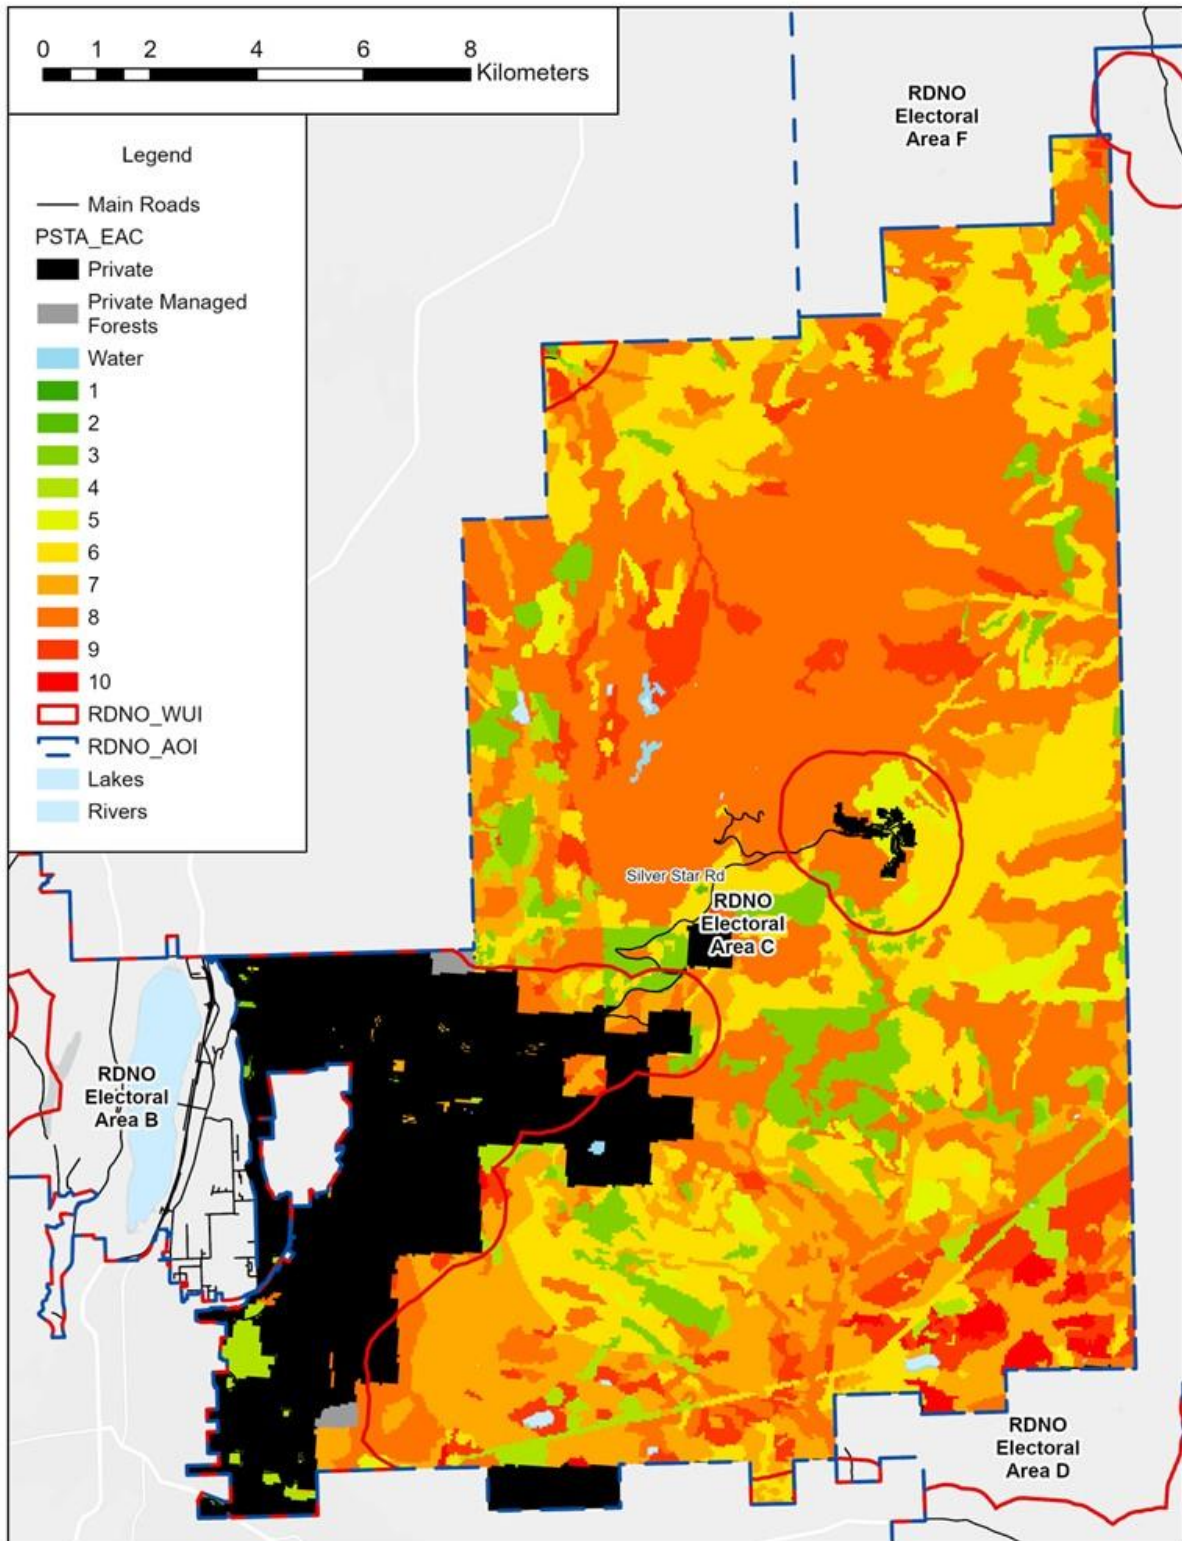 0 1 2 4 6 8
Kilometers
Legend
Main Roads
PSTA_EAC
Private
Private Managed
Forests
Water
1
2
3
4
5
6
7
8
9
10
RDNO_WUI
RDNO_AOI
Lakes
Rivers
RDNO
Electoral
Area F
Silver Star Rd
RDNO
Electoral
Area C
RDNO
Electoral
Area B
RDNO
Electoral
Area D